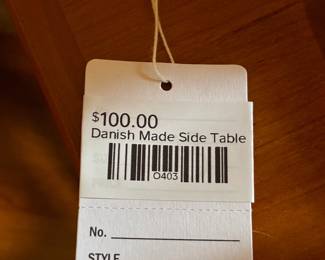 $100.00
Danish Made Side Table
O403
No.
STYLE